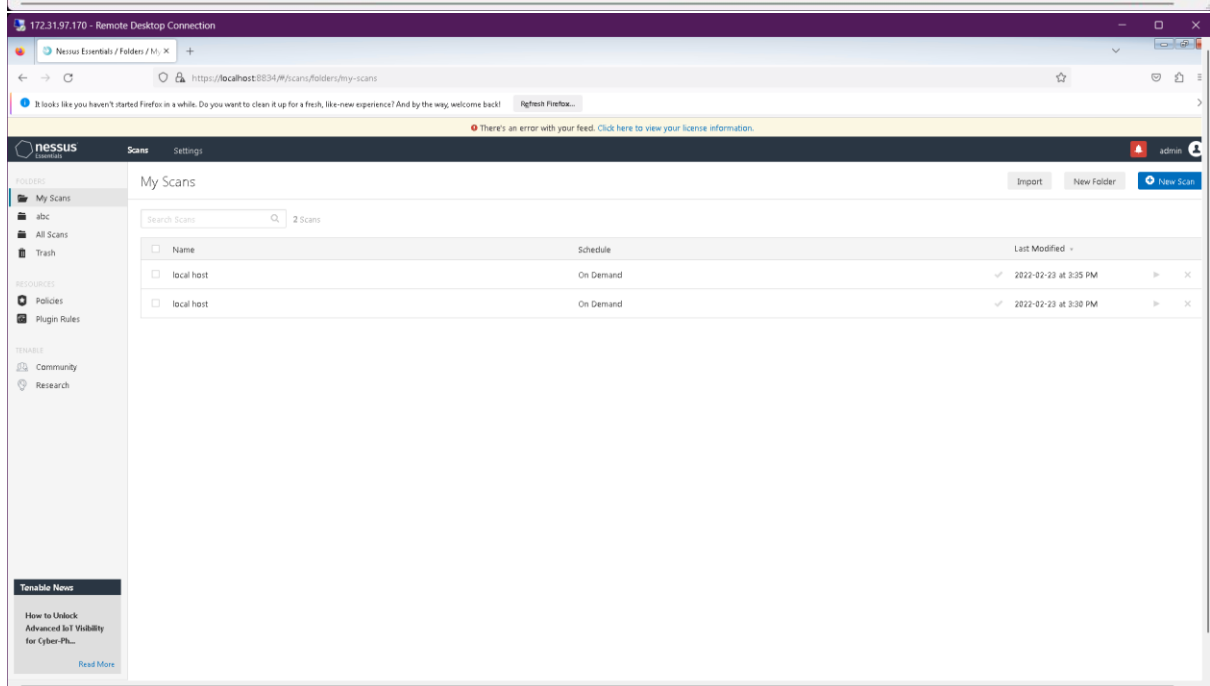 172.31.97.170 - Remote Desktop Connection
Nessus Essentials / Folders / My
https://localhost:8834/#/scans/folders/my-scans
It looks like you haven't started Firefox in a while. Do you want to clean it up for a fresh, like-new experience? And by the way, welcome back! Refresh Firefox...
There's an error with your feed. Click here to view your license information.
nessus Essentials Scans Settings admin
FOLDERS
My Scans
abc
All Scans
Trash
RESOURCES
Policies
Plugin Rules
TENABLE
Community
Research
My Scans Import New Folder New Scan
Search Scans 2 Scans
Name Schedule Last Modified
local host On Demand 2022-02-23 at 3:35 PM
local host On Demand 2022-02-23 at 3:30 PM
Tenable News
How to Unlock
Advanced IoT Visibility
for Cyber-Ph...
Read More